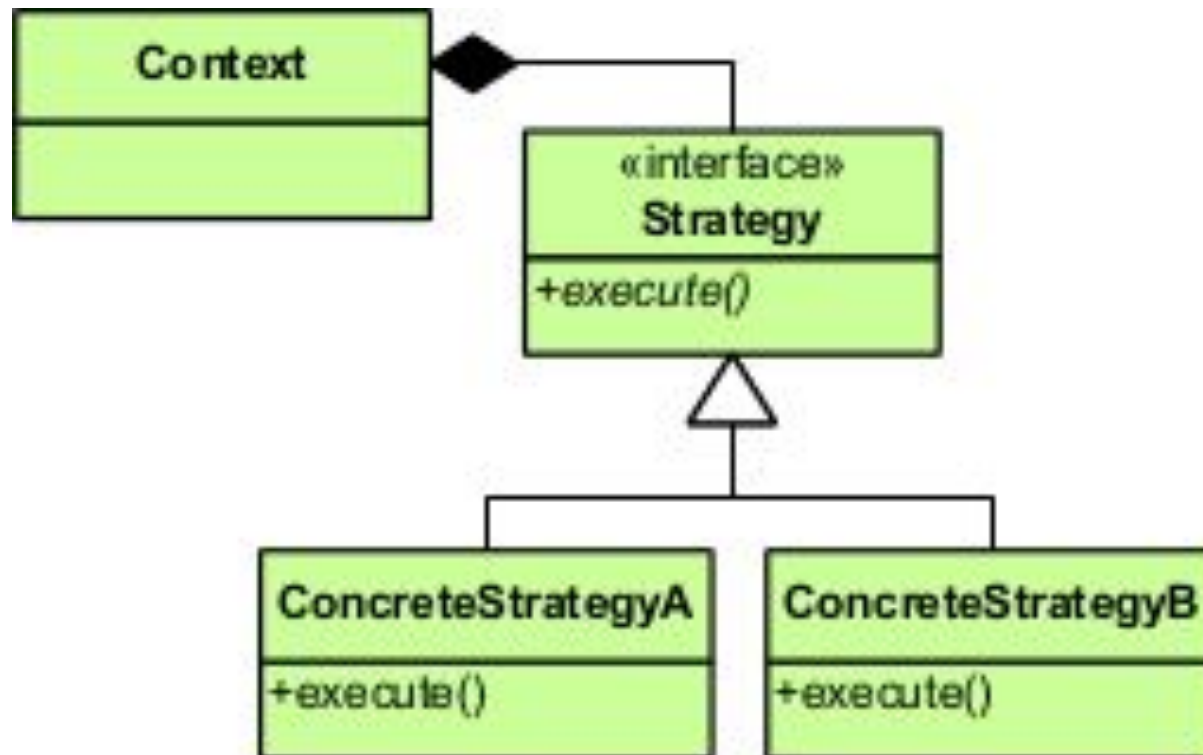 Context
«interface»
Strategy
+execute()
ConcreteStrategyA
+execute()
ConcreteStrategyB
+execute()